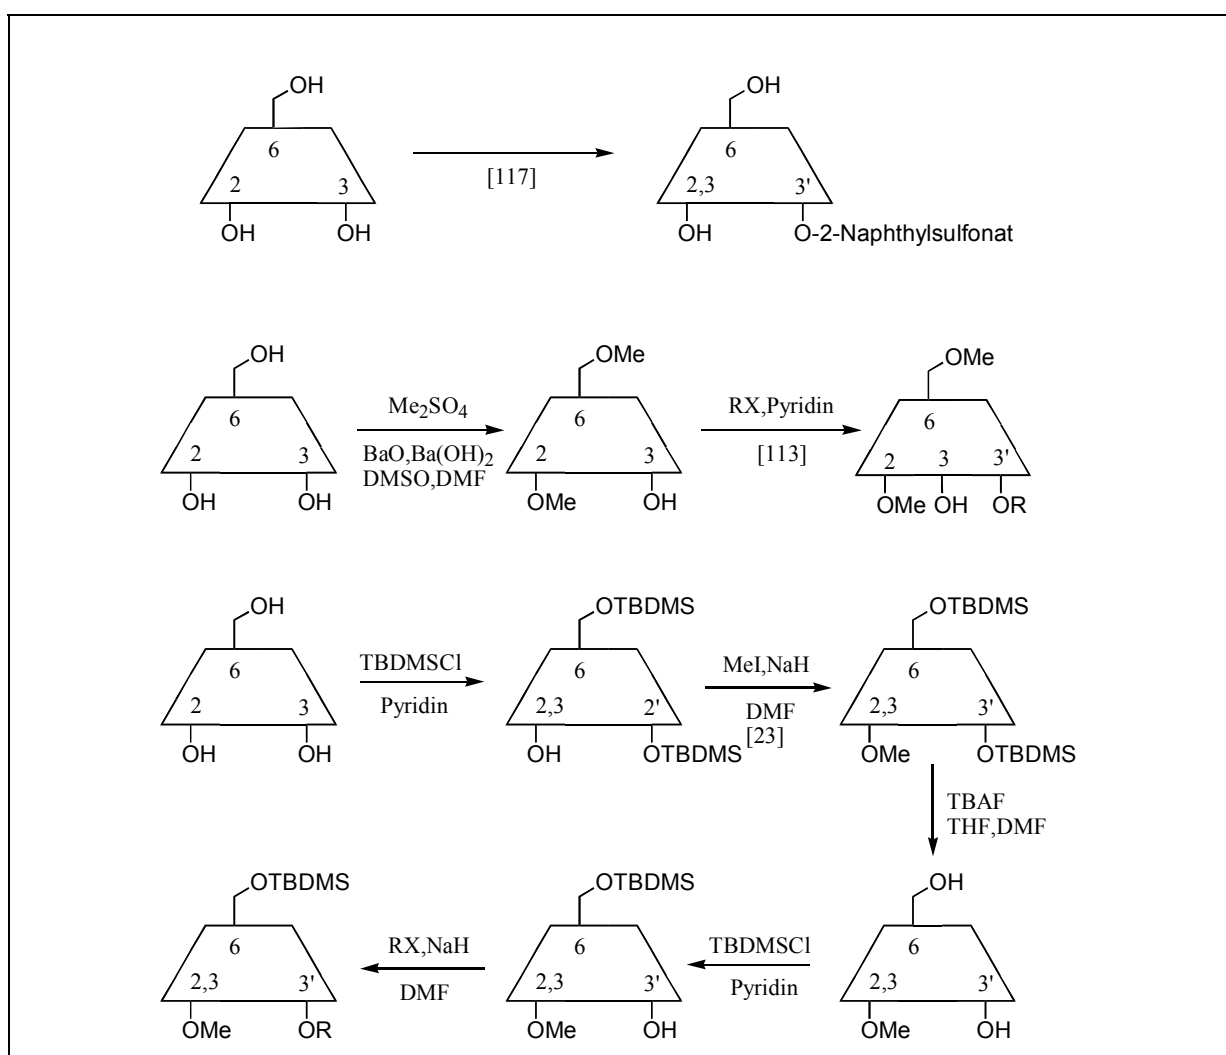 OH OH
6 6
2 3 [117] 2,3 3'
OH OH OH O-2-Naphthylsulfonat
OH OMe OMe
6 Me2SO4 6 RX,Pyridin 6
2 3 BaO,Ba(OH)2 2 3 [113] 2 3 3'
OH OH DMSO,DMF OMe OH OMe OH OR
OH OTBDMS OTBDMS
6 TBDMSCl 6 MeI,NaH 6
2 3 Pyridin 2,3 2' DMF 2,3 3'
OH OH OH OTBDMS [23] OMe OTBDMS
TBAF
THF,DMF
OTBDMS OTBDMS OH
6 RX,NaH 6 TBDMSCl 6
2,3 3' DMF 2,3 3' Pyridin 2,3 3'
OMe OR OMe OH OMe OH